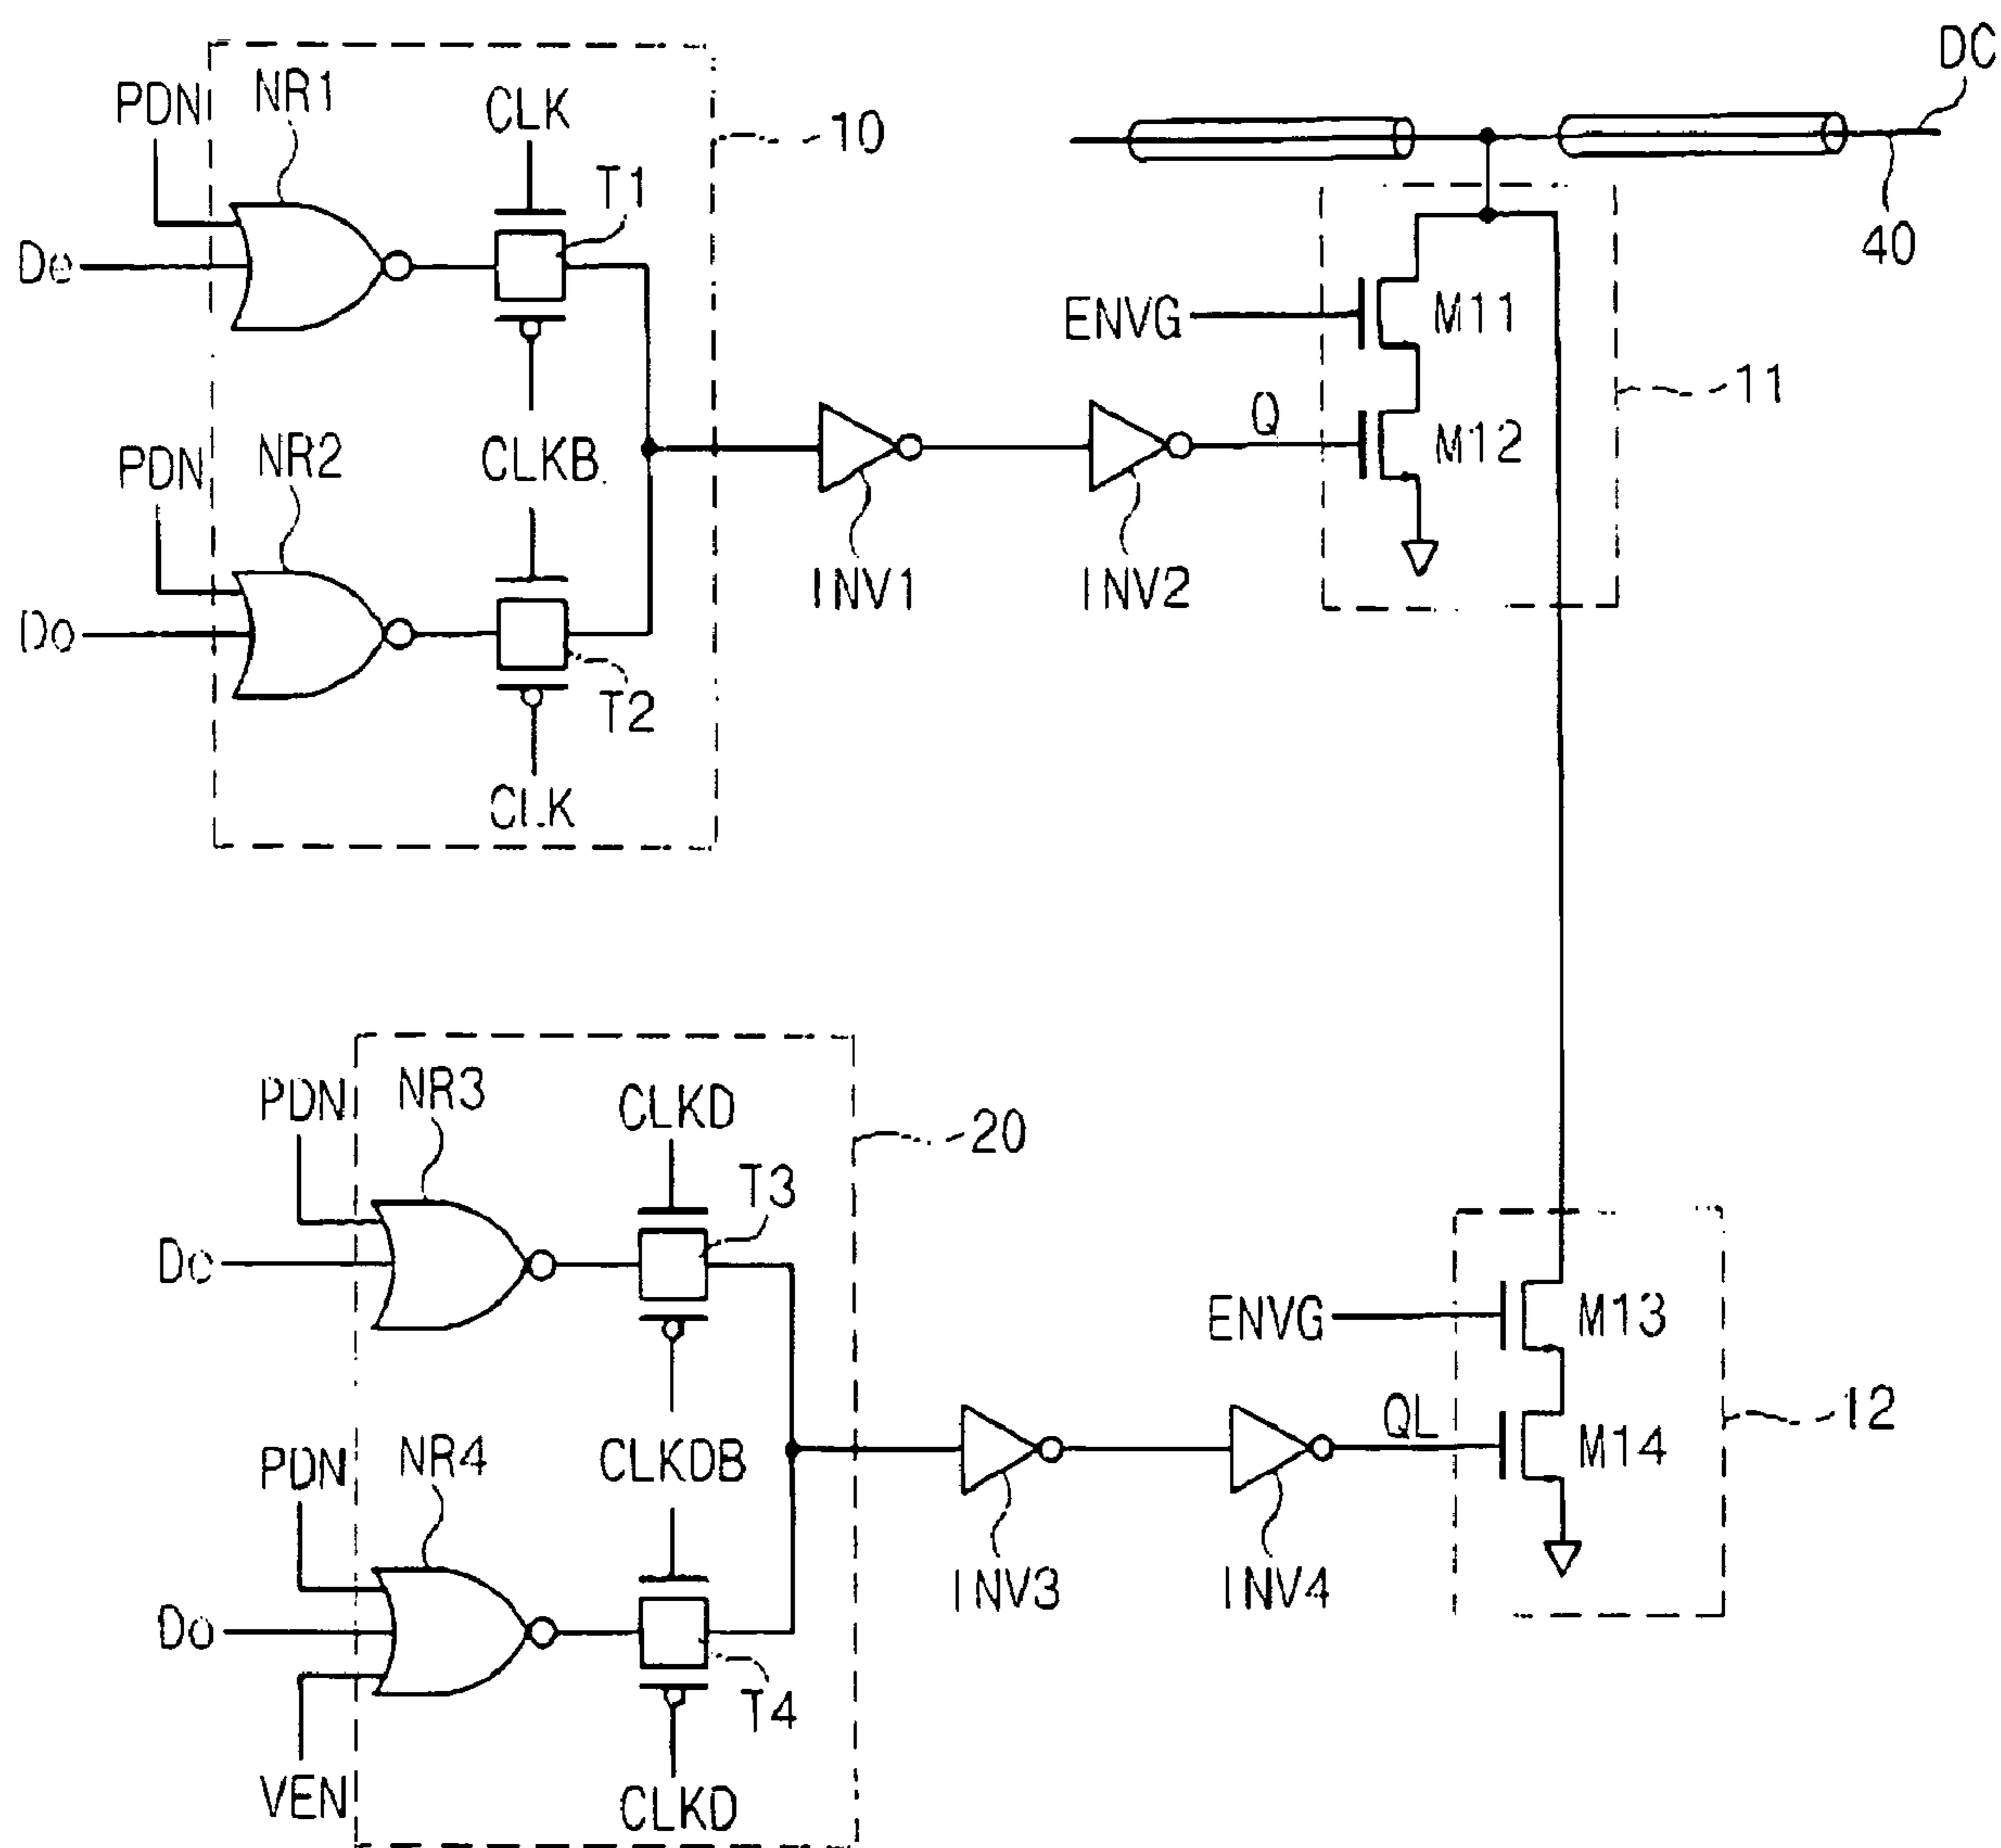 DC
PDN
NR1
CLK
10
T1
De
40
ENVG
M11
11
PDN
NR2
CLKB
Q
M12
INV1
INV2
Do
T2
CLK
PDN
NR3
CLKD
20
T3
De
ENVG
M13
12
PDN
NR4
CLKDB
QL
M14
INV3
INV4
Do
T4
VEN
CLKD